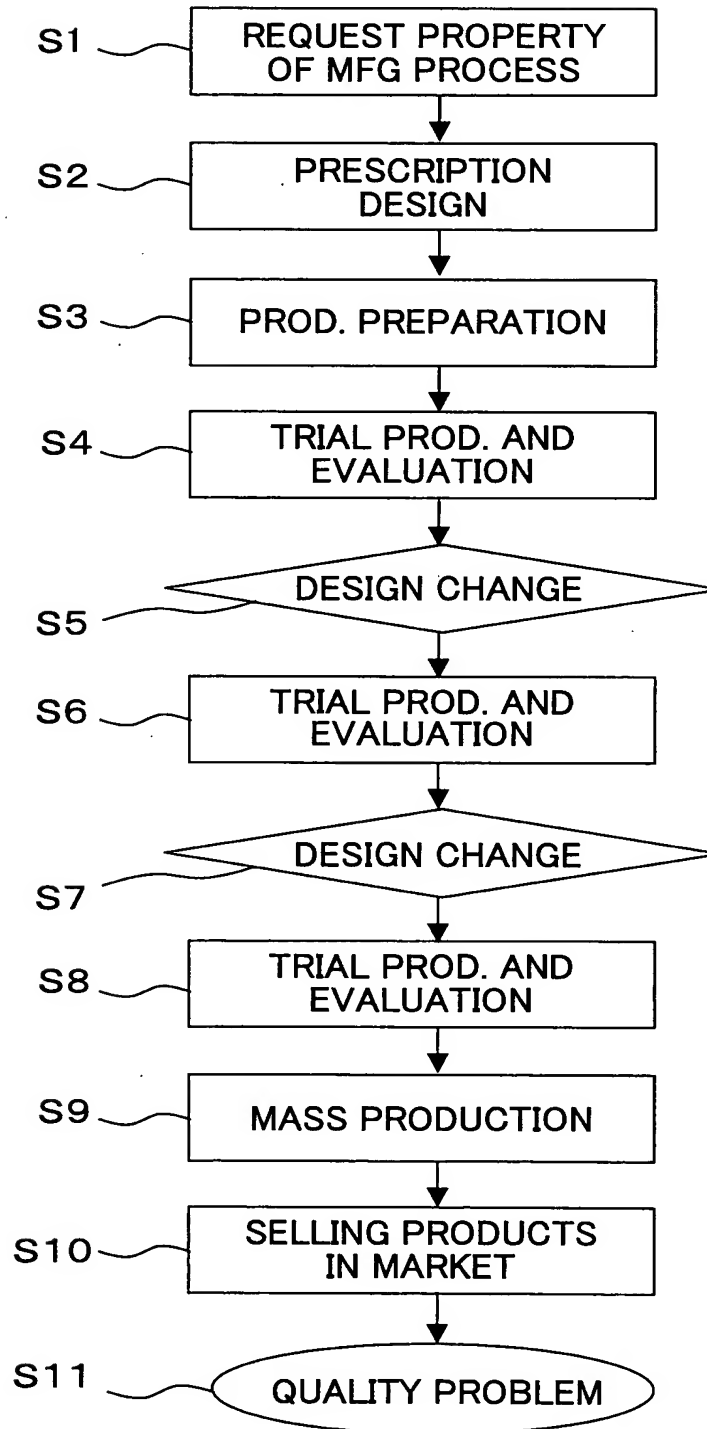 S1
REQUEST PROPERTY
OF MFG PROCESS
S2
PRESCRIPTION
DESIGN
S3
PROD. PREPARATION
S4
TRIAL PROD. AND
EVALUATION
S5
DESIGN CHANGE
S6
TRIAL PROD. AND
EVALUATION
S7
DESIGN CHANGE
S8
TRIAL PROD. AND
EVALUATION
S9
MASS PRODUCTION
S10
SELLING PRODUCTS
IN MARKET
S11
QUALITY PROBLEM